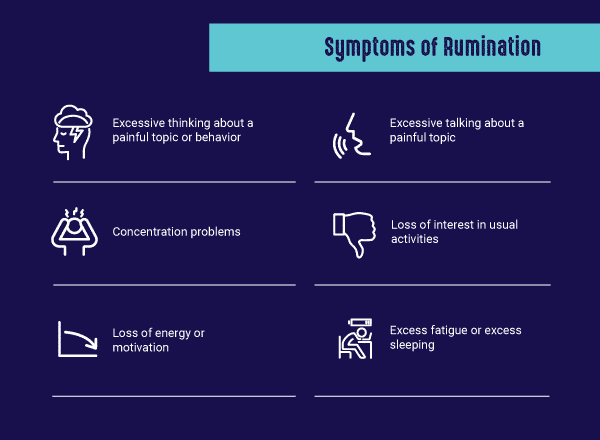 Symptoms of Rumination
Excessive thinking about a
painful topic or behavior
Excessive talking about a
painful topic
Concentration problems
Loss of interest in usual
activities
Loss of energy or
motivation
Excess fatigue or excess
sleeping